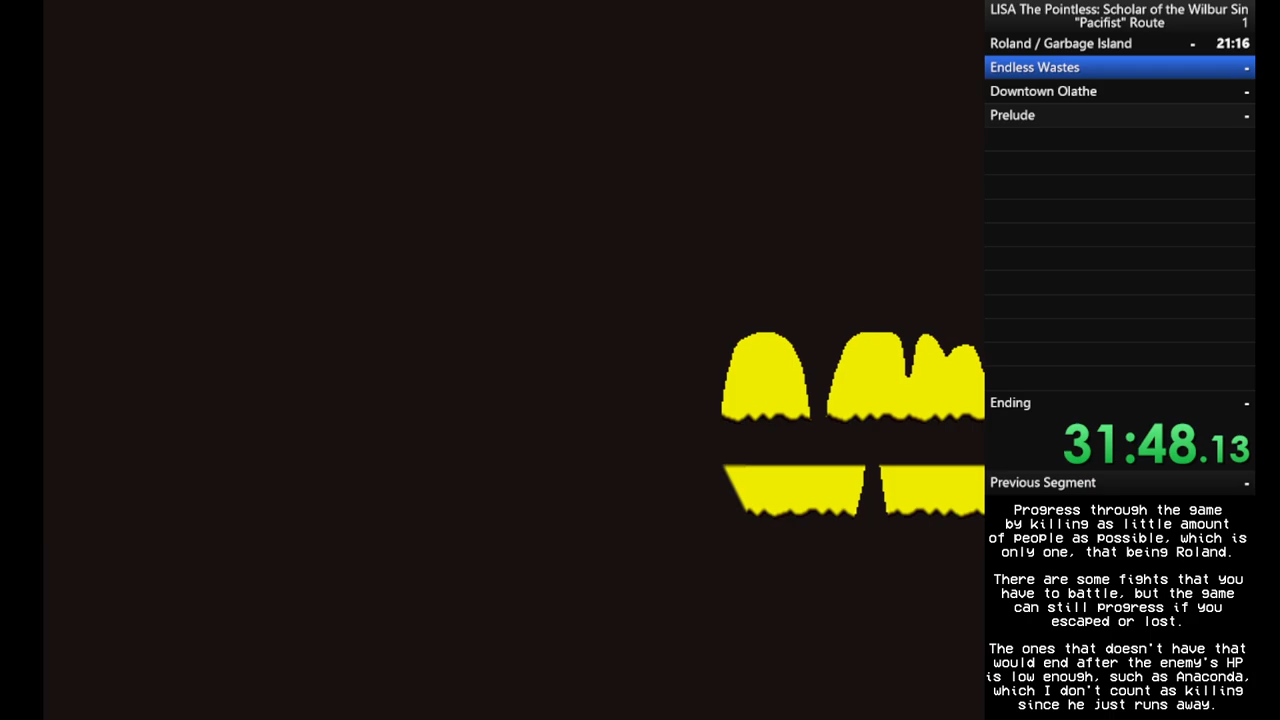 LISA The Pointless: Scholar of the Wilbur Sin
"Pacifist" Route 1
Roland / Garbage Island - 21:16
Endless Wastes -
Downtown Olathe -
Prelude -
Ending -
31:48.13
Previous Segment -
Progress through the game
by killing as little amount
of people as possible, which is
only one, that being Roland.
There are some fights that you
have to battle, but the game
can still progress if you
escaped or lost.
The ones that doesn't have that
would end after the enemy's HP
is low enough, such as Anaconda,
which I don't count as killing
since he just runs away.